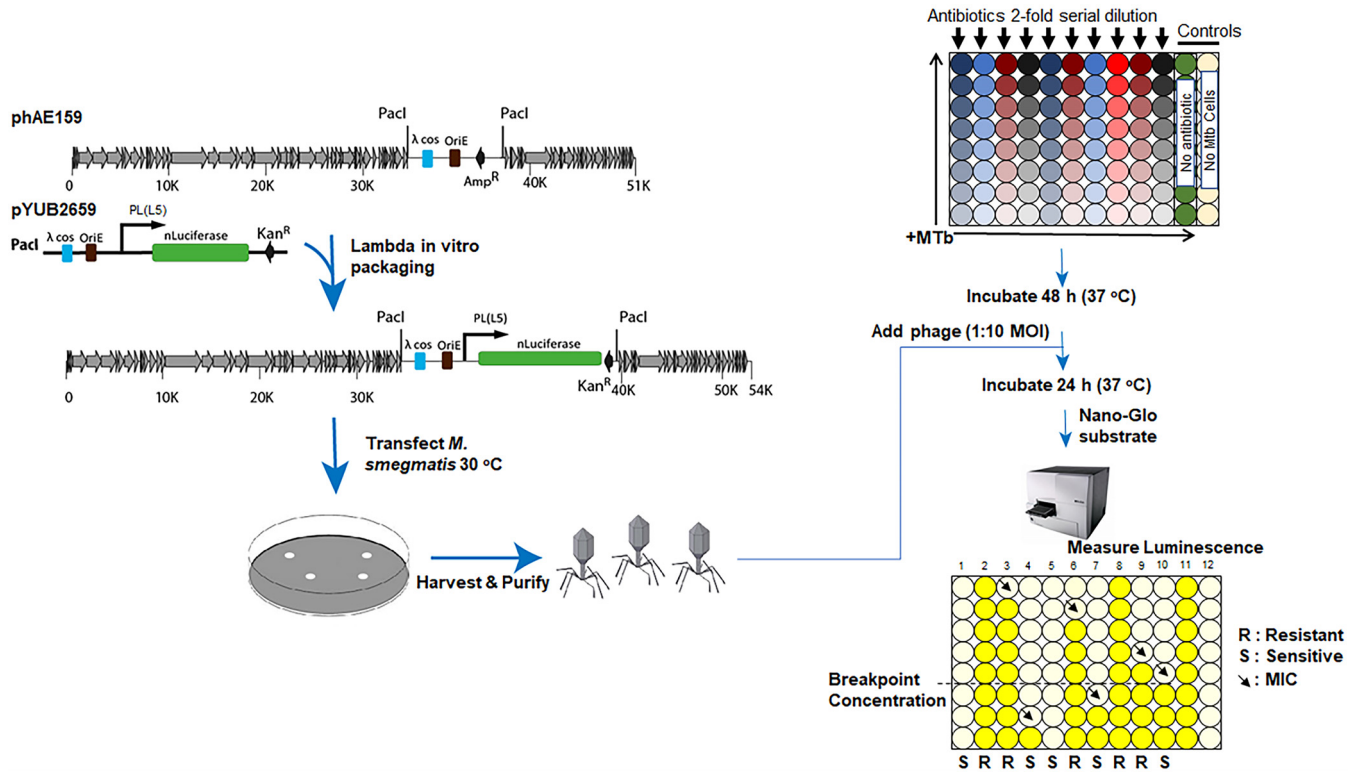 phAE159
PacI
PacI
λ cos
OriE
AmpR
0
10K
20K
30K
40K
51K
pYUB2659
PL(L5)
PacI
λ cos
OriE
nLuciferase
KanR
Lambda in vitro
packaging
PacI
PL(L5)
PacI
λ cos
OriE
nLuciferase
KanR
0
10K
20K
30K
40K
50K
54K
Transfect M.
smegmatis 30 oC
Harvest & Purify
Antibiotics 2-fold serial dilution
Controls
No antibiotic
No Mtb Cells
+MTb
Incubate 48 h (37 oC)
Add phage (1:10 MOI)
Incubate 24 h (37 oC)
Nano-Glo
substrate
Measure Luminescence
1 2 3 4 5 6 7 8 9 10 11 12
R : Resistant
S : Sensitive
: MIC
Breakpoint
Concentration
S R R S S R S R R S